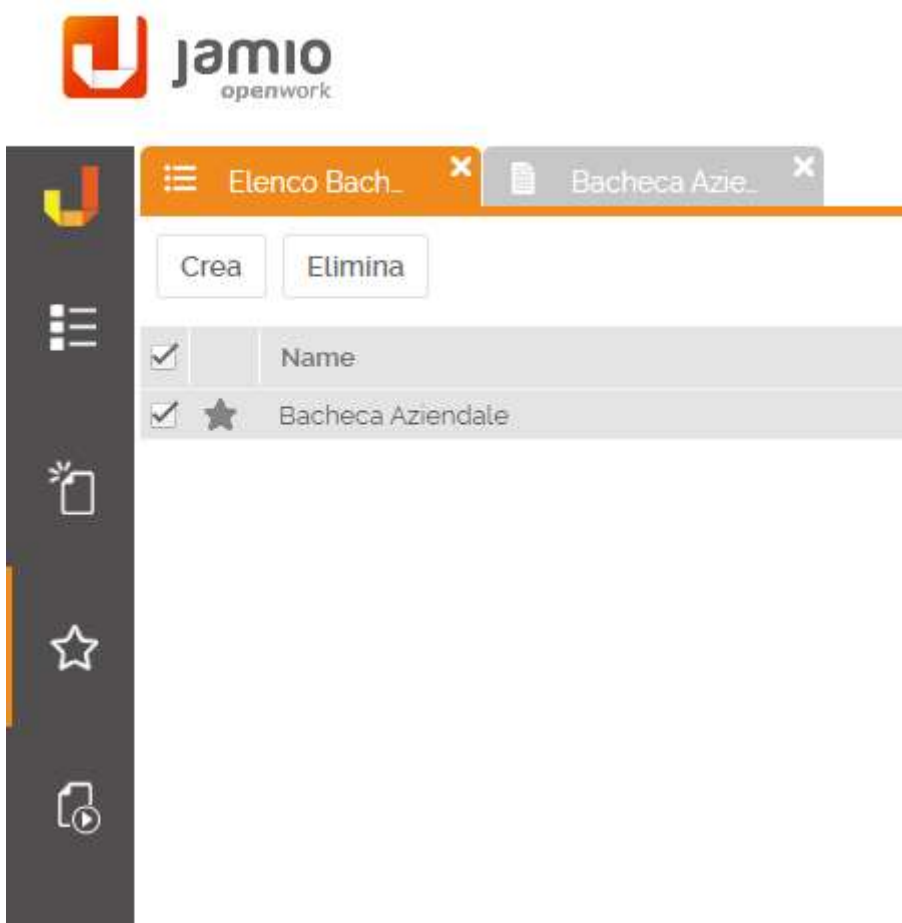 jamio
openwork
Elenco Bach...
Bacheca Azie...
Crea
Elimina
Name
Bacheca Aziendale